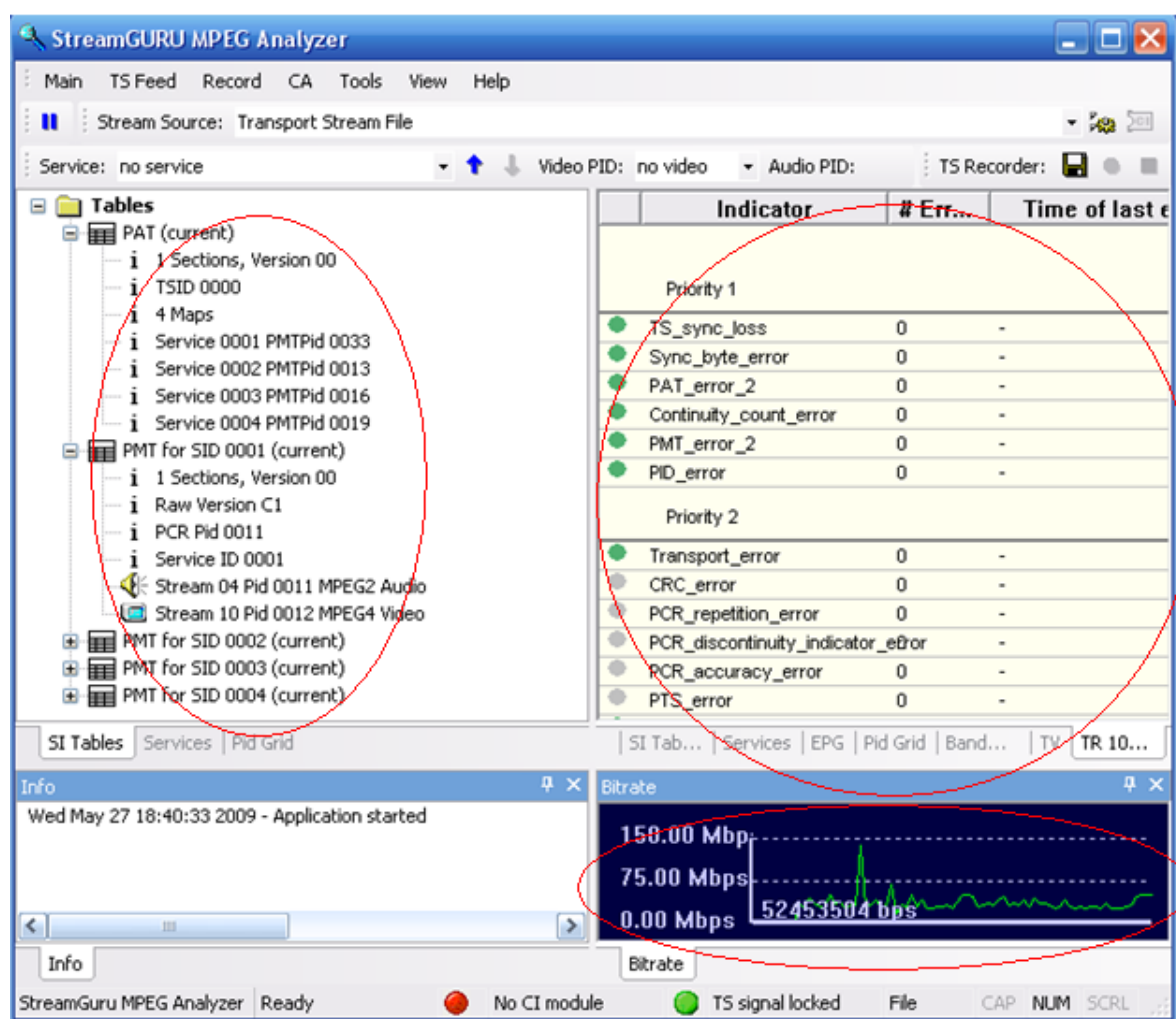 StreamGURU MPEG Analyzer
Main TS Feed Record CA Tools View Help
Stream Source: Transport Stream File
Service: no service Video PID: no video Audio PID: TS Recorder:
Tables
PAT (current)
1 Sections, Version 00
TSID 0000
4 Maps
Service 0001 PMTPid 0033
Service 0002 PMTPid 0013
Service 0003 PMTPid 0016
Service 0004 PMTPid 0019
PMT for SID 0001 (current)
1 Sections, Version 00
Raw Version C1
PCR Pid 0011
Service ID 0001
Stream 04 Pid 0011 MPEG2 Audio
Stream 10 Pid 0012 MPEG4 Video
PMT for SID 0002 (current)
PMT for SID 0003 (current)
PMT for SID 0004 (current)
SI Tables Services Pid Grid
Indicator # Err... Time of last e
Priority 1
TS_sync_loss 0 -
Sync_byte_error 0 -
PAT_error_2 0 -
Continuity_count_error 0 -
PMT_error_2 0 -
PID_error 0 -
Priority 2
Transport_error 0 -
CRC_error 0 -
PCR_repetition_error 0 -
PCR_discontinuity_indicator_error 0 -
PCR_accuracy_error 0 -
PTS_error 0 -
SI Tab... Services EPG Pid Grid Band... TV TR 10...
Info
Wed May 27 18:40:33 2009 - Application started
Info
Bitrate
150.00 Mbp
75.00 Mbps
0.00 Mbps
52453504 bps
Bitrate
StreamGuru MPEG Analyzer Ready No CI module TS signal locked File CAP NUM SCRL